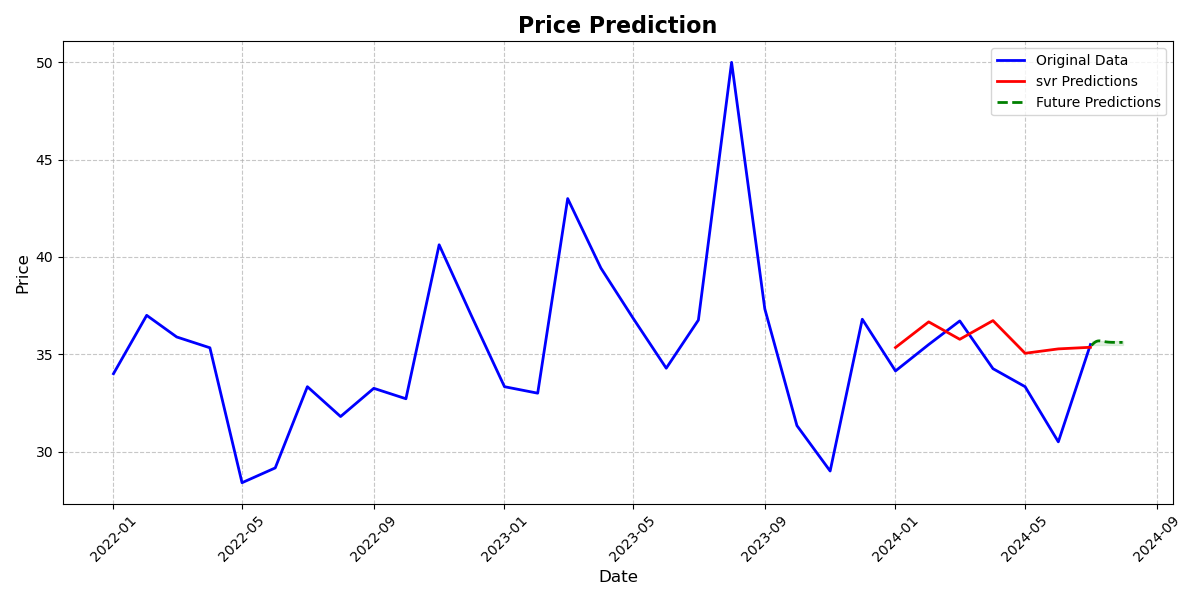 Price Prediction
Original Data
svr Predictions
Future Predictions
50
45
40
35
30
Price
2022-01
2022-05
2022-09
2023-01
2023-05
2023-09
2024-01
2024-05
2024-09
Date